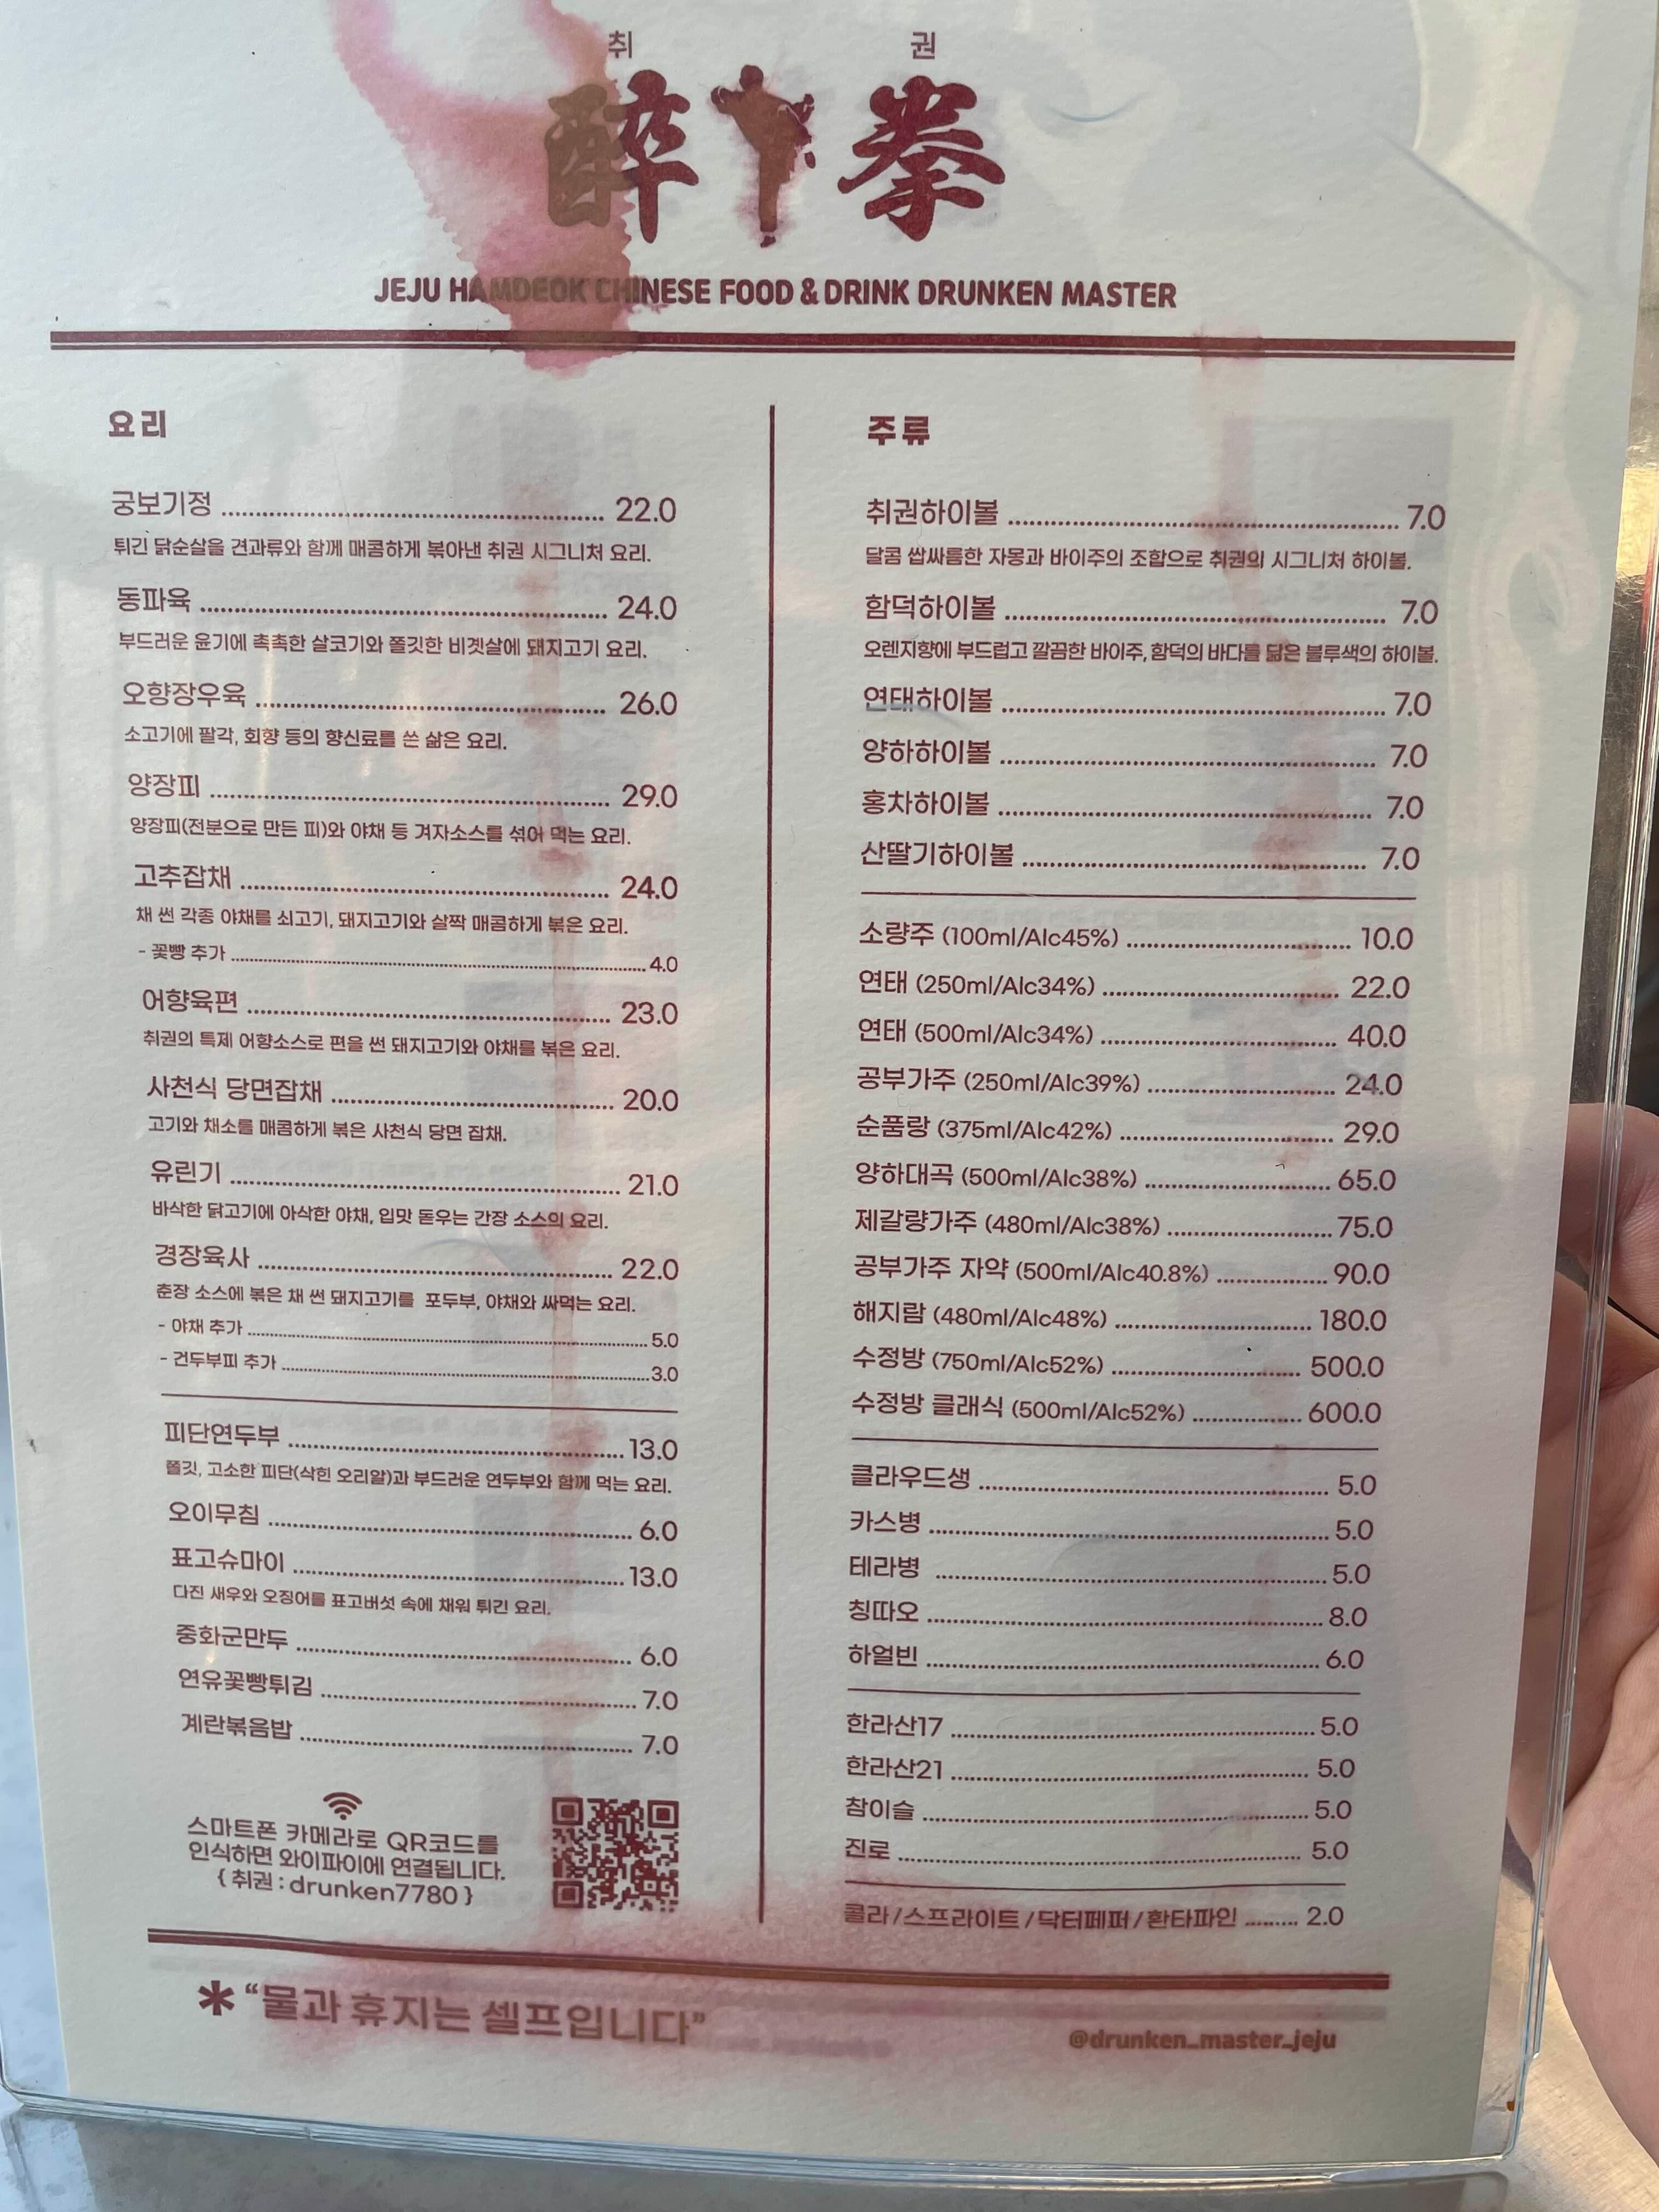 취 권
醉 拳
JEJU HAMDEOK CHINESE FOOD & DRINK DRUNKEN MASTER
요리
궁보기정 22.0
튀긴 닭순살을 견과류와 함께 매콤하게 볶아낸 취권 시그니처 요리.
동파육 24.0
부드러운 윤기에 촉촉한 살코기와 쫄깃한 비곗살에 돼지고기 요리.
오향장우육 26.0
소고기에 팔각, 회향 등의 향신료를 쓴 삶은 요리.
양장피 29.0
양장피(전분으로 만든 피)와 야채 등 겨자소스를 섞어 먹는 요리.
고추잡채 24.0
채 썬 각종 야채를 쇠고기, 돼지고기와 살짝 매콤하게 볶은 요리.
- 꽃빵 추가 4.0
어향육편 23.0
취권의 특제 어향소스로 편을 썬 돼지고기와 야채를 볶은 요리.
사천식 당면잡채 20.0
고기와 채소를 매콤하게 볶은 사천식 당면 잡채.
유린기 21.0
바삭한 닭고기에 아삭한 야채, 입맛 돋우는 간장 소스의 요리.
경장육사 22.0
춘장 소스에 볶은 채 썬 돼지고기를 포두부, 야채와 싸먹는 요리.
- 야채 추가 5.0
- 건두부피 추가 3.0
피단연두부 13.0
쫄깃, 고소한 피단(삭힌 오리알)과 부드러운 연두부와 함께 먹는 요리.
오이무침 6.0
표고슈마이 13.0
다진 새우와 오징어를 표고버섯 속에 채워 튀긴 요리.
중화군만두 6.0
연유꽃빵튀김 7.0
계란볶음밥 7.0
스마트폰 카메라로 QR코드를
인식하면 와이파이에 연결됩니다.
{ 취권 : drunken7780 }
주류
취권하이볼 7.0
달콤 쌉싸름한 자몽과 바이주의 조합으로 취권의 시그니처 하이볼.
함덕하이볼 7.0
오렌지향에 부드럽고 깔끔한 바이주, 함덕의 바다를 닮은 블루색의 하이볼.
연태하이볼 7.0
양하하이볼 7.0
홍차하이볼 7.0
산딸기하이볼 7.0
소량주 (100ml/Alc45%) 10.0
연태 (250ml/Alc34%) 22.0
연태 (500ml/Alc34%) 40.0
공부가주 (250ml/Alc39%) 24.0
순품랑 (375ml/Alc42%) 29.0
양하대곡 (500ml/Alc38%) 65.0
제갈량가주 (480ml/Alc38%) 75.0
공부가주 자약 (500ml/Alc40.8%) 90.0
해지람 (480ml/Alc48%) 180.0
수정방 (750ml/Alc52%) 500.0
수정방 클래식 (500ml/Alc52%) 600.0
클라우드생 5.0
카스병 5.0
테라병 5.0
칭따오 8.0
하얼빈 6.0
한라산17 5.0
한라산21 5.0
참이슬 5.0
진로 5.0
콜라/스프라이트/닥터페퍼/환타파인 2.0
* “물과 휴지는 셀프입니다”
@drunken_master_jeju